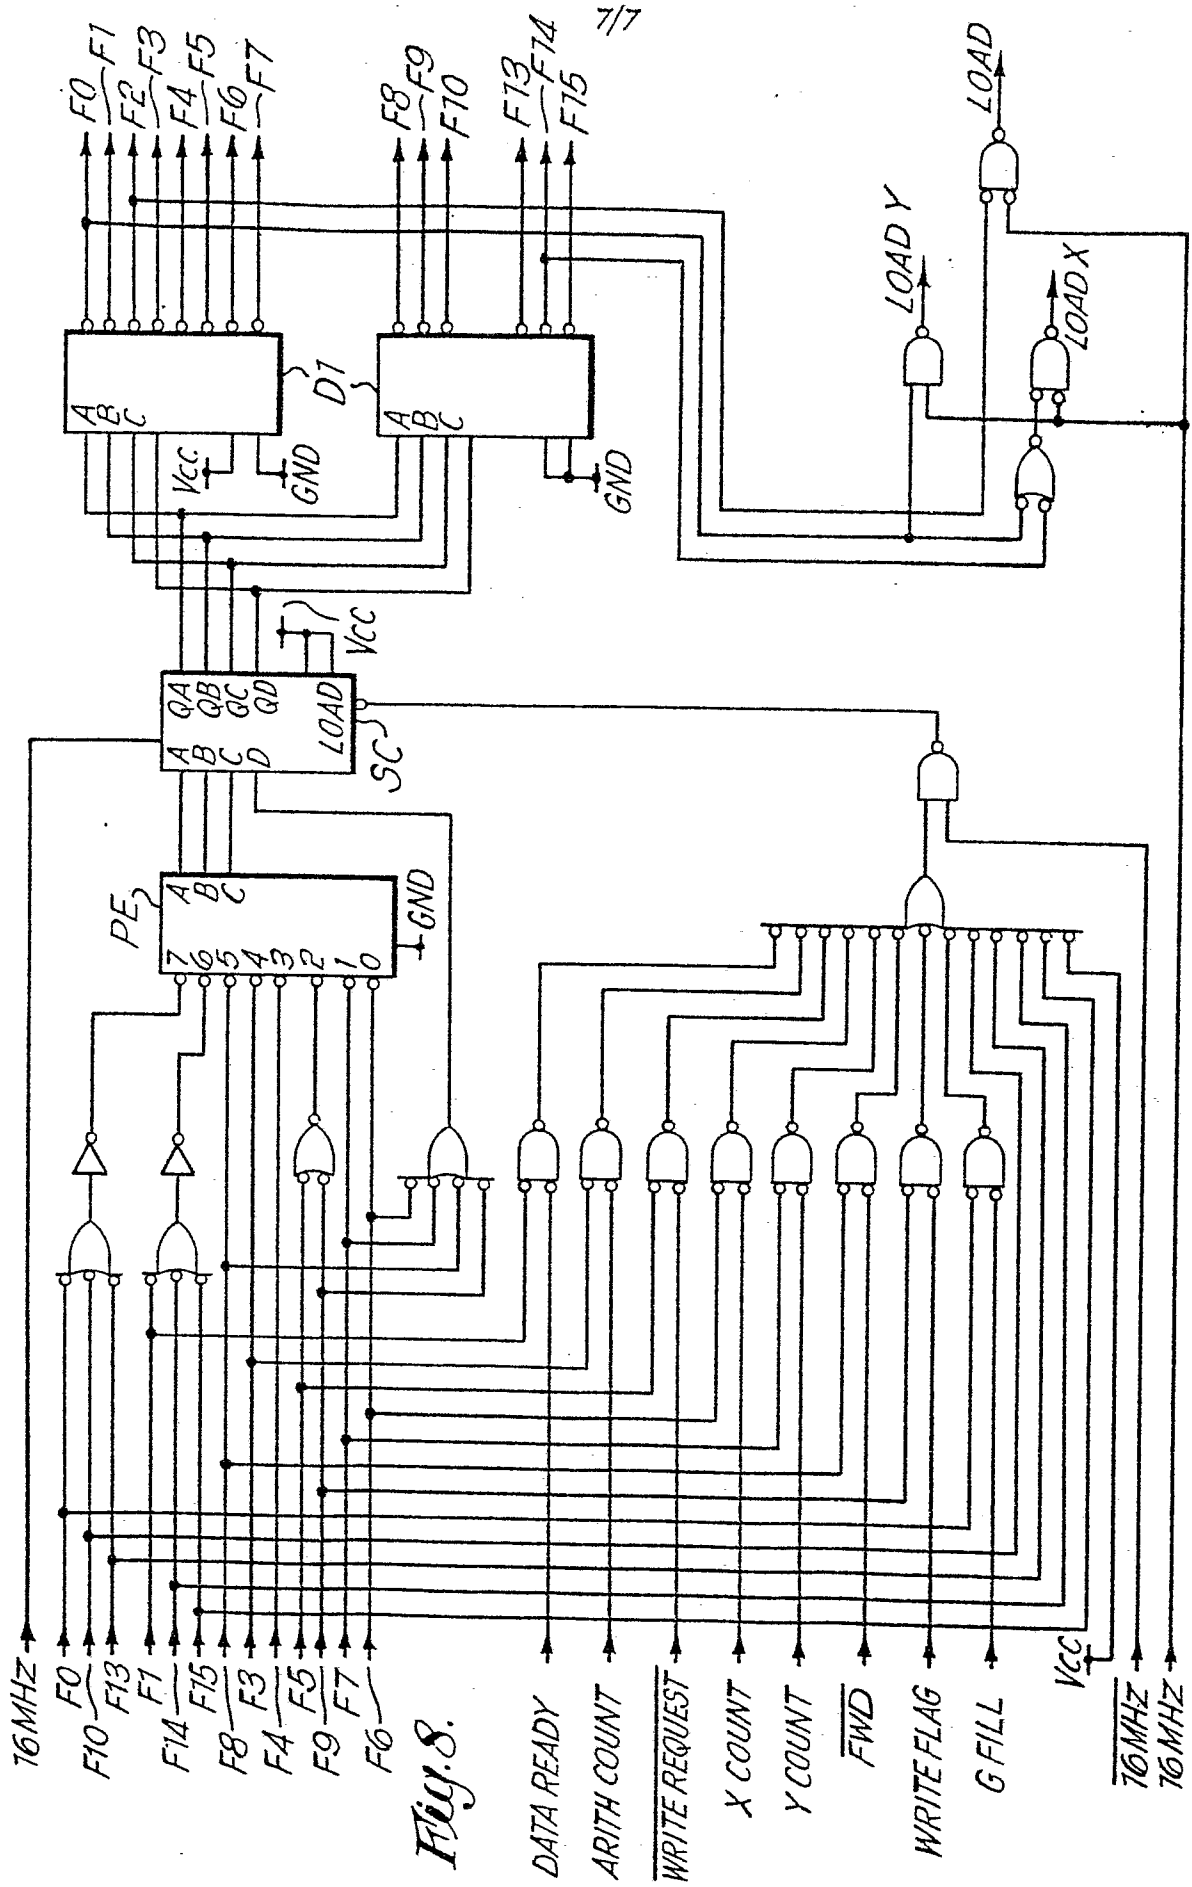 7/7
F0
F1
F2
F3
F4
F5
F6
F7
F8
F9
F10
F13
F14
F15
A
B
C
D1
A
B
C
VCC
GND
GND
LOAD Y
LOAD
LOAD X
QA
QB
QC
QD
A
B
C
D
LOAD
SC
VCC
PE
A
B
C
7
6
5
4
3
2
1
0
GND
16MHZ
F0
F10
F13
F1
F14
F15
F8
F3
F4
F5
F9
F7
F6
Fig.8.
DATA READY
ARITH COUNT
WRITE REQUEST
X COUNT
Y COUNT
FWD
WRITE FLAG
G FILL
VCC
16MHZ
16MHZ